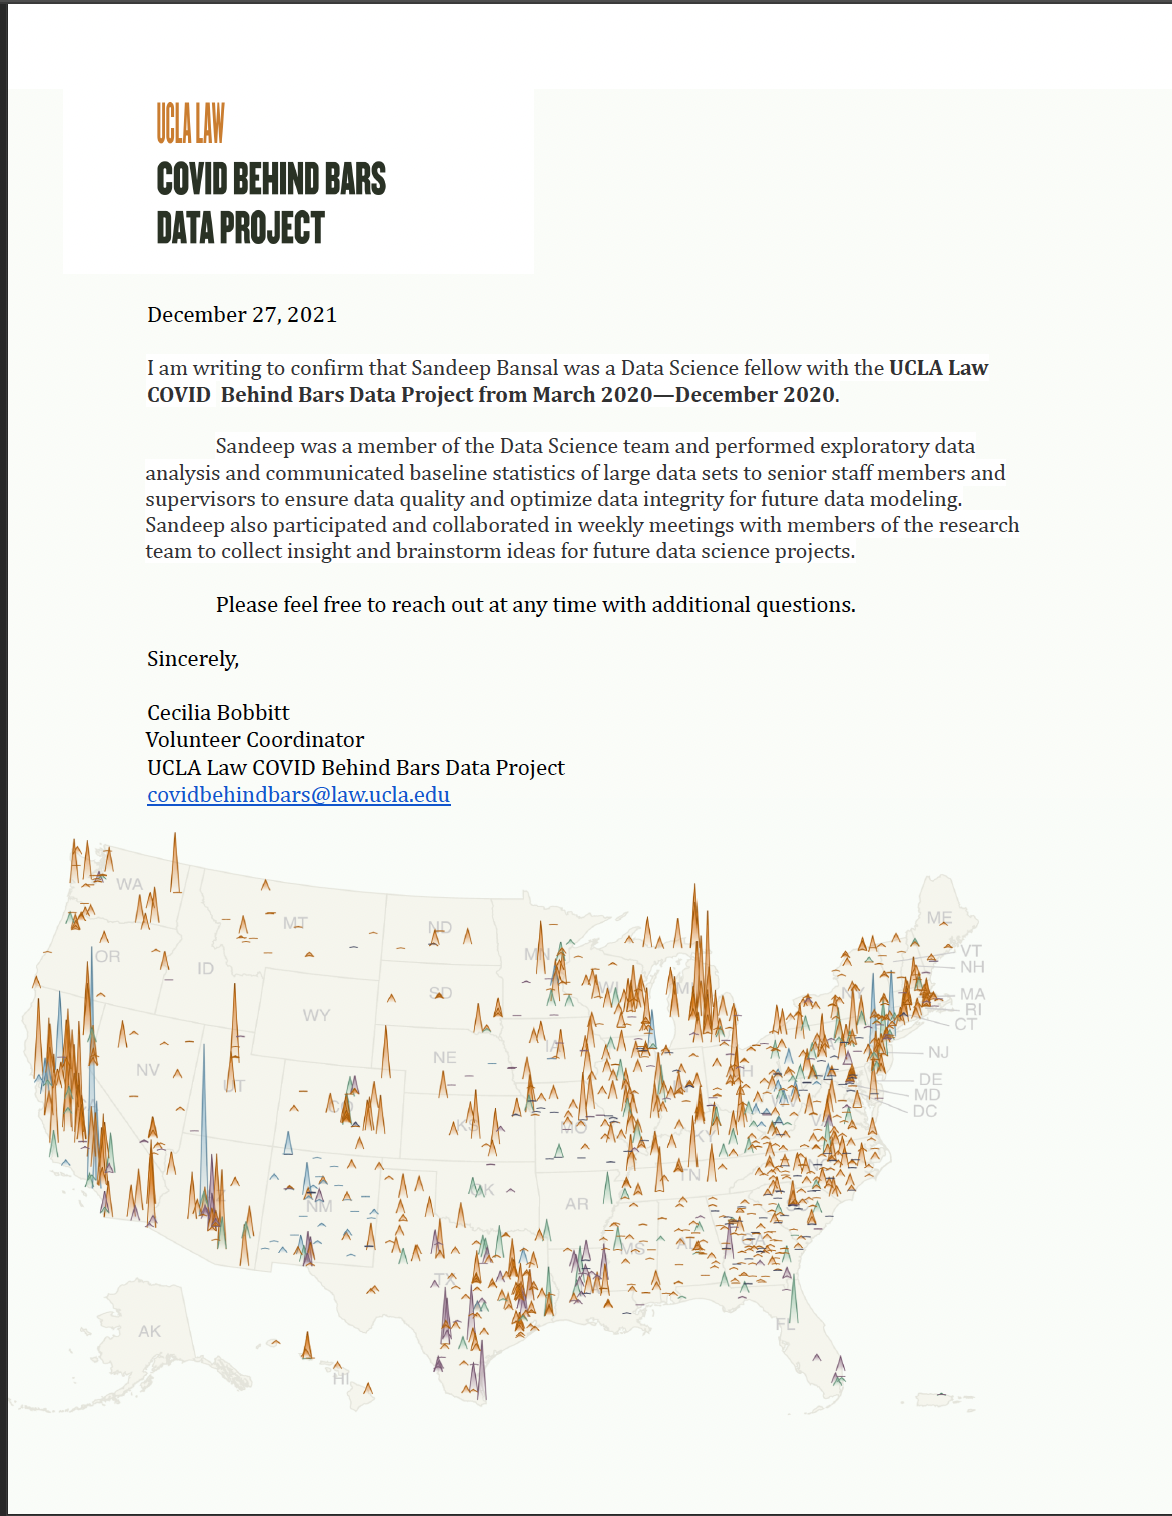 UCLA LAW
COVID BEHIND BARS
DATA PROJECT
December 27, 2021
I am writing to confirm that Sandeep Bansal was a Data Science fellow with the UCLA Law
COVID  Behind Bars Data Project from March 2020—December 2020.
Sandeep was a member of the Data Science team and performed exploratory data
analysis and communicated baseline statistics of large data sets to senior staff members and
supervisors to ensure data quality and optimize data integrity for future data modeling.
Sandeep also participated and collaborated in weekly meetings with members of the research
team to collect insight and brainstorm ideas for future data science projects.
Please feel free to reach out at any time with additional questions.
Sincerely,
Cecilia Bobbitt
Volunteer Coordinator
UCLA Law COVID Behind Bars Data Project
covidbehindbars@law.ucla.edu
WA
MT
ND
ME
OR
MN
VT
ID
NH
SD
MA
WY
RI
CT
NV
NE
IA
NJ
UT
DE
MD
DC
KS
MO
KY
TN
OK
AR
NM
MS
TX
AK
FL
HI